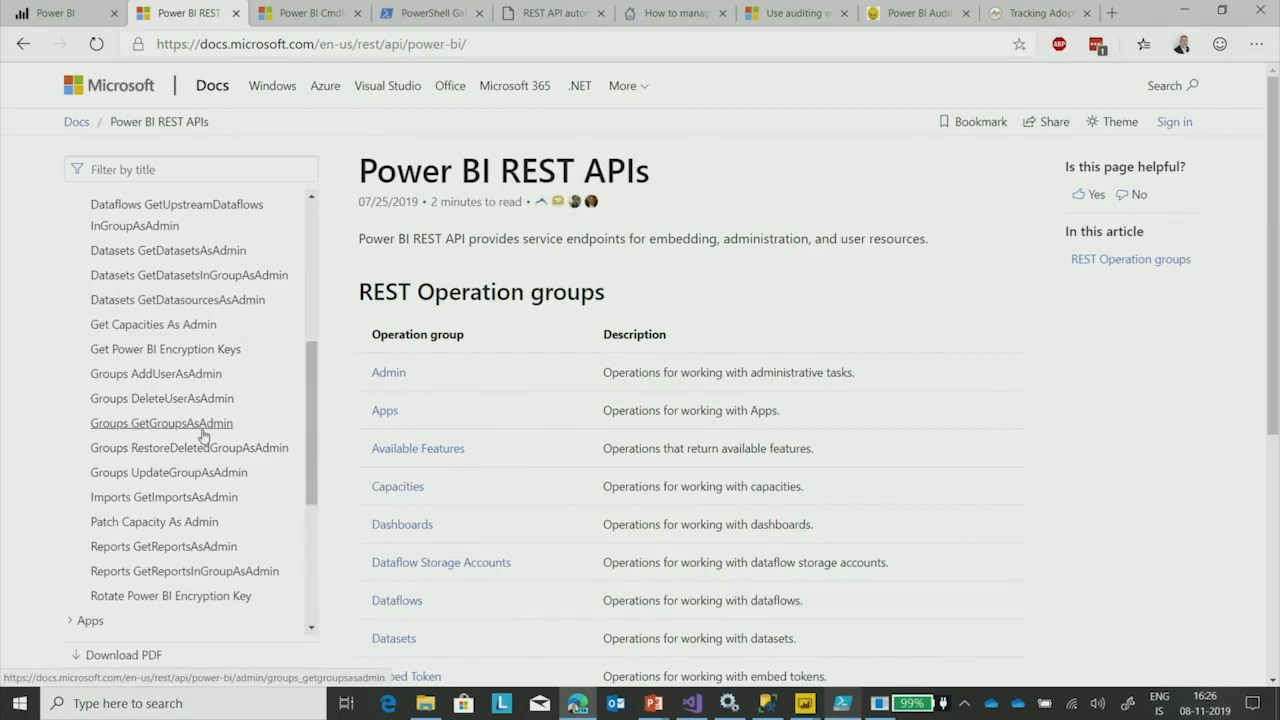 Power BI
Power BI REST
Power BI Cmdl
PowerShell Gal
REST API autom
How to manag
Use auditing w
Power BI Audi
Tracking Adop
https://docs.microsoft.com/en-us/rest/api/power-bi/
ABP
1
Microsoft
Docs
Windows
Azure
Visual Studio
Office
Microsoft 365
.NET
More
Search
Docs / Power BI REST APIs
Bookmark
Share
Theme
Sign in
Filter by title
Dataflows GetUpstreamDataflows
InGroupAsAdmin
Datasets GetDatasetsAsAdmin
Datasets GetDatasetsInGroupAsAdmin
Datasets GetDatasourcesAsAdmin
Get Capacities As Admin
Get Power BI Encryption Keys
Groups AddUserAsAdmin
Groups DeleteUserAsAdmin
Groups GetGroupsAsAdmin
Groups RestoreDeletedGroupAsAdmin
Groups UpdateGroupAsAdmin
Imports GetImportsAsAdmin
Patch Capacity As Admin
Reports GetReportsAsAdmin
Reports GetReportsInGroupAsAdmin
Rotate Power BI Encryption Key
Apps
Download PDF
Power BI REST APIs
07/25/2019 • 2 minutes to read •
Power BI REST API provides service endpoints for embedding, administration, and user resources.
REST Operation groups
Operation group Description
Admin Operations for working with administrative tasks.
Apps Operations for working with Apps.
Available Features Operations that return available features.
Capacities Operations for working with capacities.
Dashboards Operations for working with dashboards.
Dataflow Storage Accounts Operations for working with dataflow storage accounts.
Dataflows Operations for working with dataflows.
Datasets Operations for working with datasets.
bed Token Operations for working with embed tokens.
Is this page helpful?
Yes
No
In this article
REST Operation groups
https://docs.microsoft.com/en-us/rest/api/power-bi/admin/groups_getgroupsasadmin
Type here to search
L
99%
ENG
IS
16:26
08-11-2019